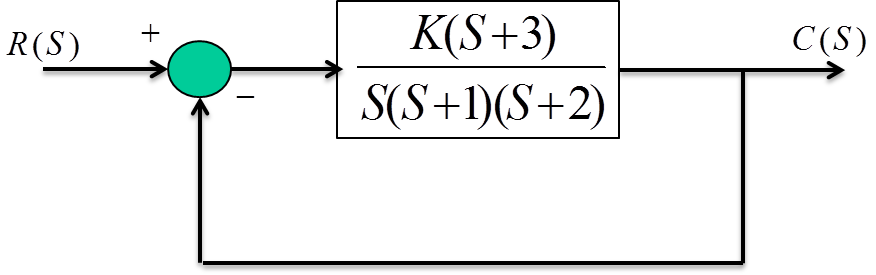 R(S)
+
−
K(S+3)
S(S+1)(S+2)
C(S)